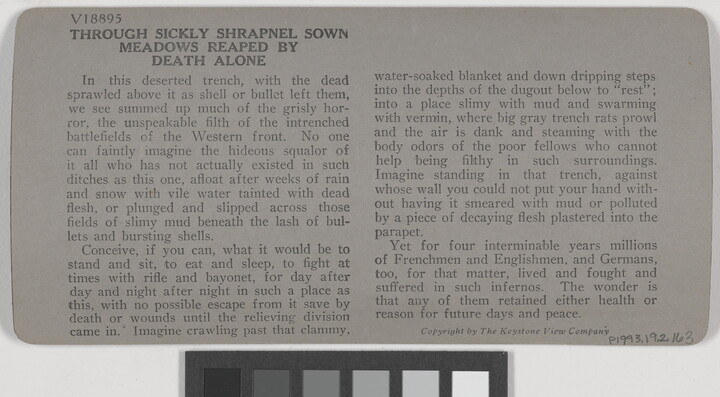 V18895
THROUGH SICKLY SHRAPNEL SOWN
MEADOWS REAPED BY
DEATH ALONE
In this deserted trench, with the dead
sprawled above it as shell or bullet left them,
we see summed up much of the grisly hor-
ror, the unspeakable filth of the intrenched
battlefields of the Western front. No one
can faintly imagine the hideous squalor of
it all who has not actually existed in such
ditches as this one, afloat after weeks of rain
and snow with vile water tainted with dead
flesh, or plunged and slipped across those
fields of slimy mud beneath the lash of bul-
lets and bursting shells.
Conceive, if you can, what it would be to
stand and sit, to eat and sleep, to fight at
times with rifle and bayonet, for day after
day and night after night in such a place as
this, with no possible escape from it save by
death or wounds until the relieving division
came in. Imagine crawling past that clammy,
water-soaked blanket and down dripping steps
into the depths of the dugout below to "rest";
into a place slimy with mud and swarming
with vermin, where big gray trench rats prowl
and the air is dank and steaming with the
body odors of the poor fellows who cannot
help being filthy in such surroundings.
Imagine standing in that trench, against
whose wall you could not put your hand with-
out having it smeared with mud or polluted
by a piece of decaying flesh plastered into the
parapet.
Yet for four interminable years millions
of Frenchmen and Englishmen, and Germans,
too, for that matter, lived and fought and
suffered in such infernos. The wonder is
that any of them retained either health or
reason for future days and peace.
Copyright by The Keystone View Company
P1993.19.2163